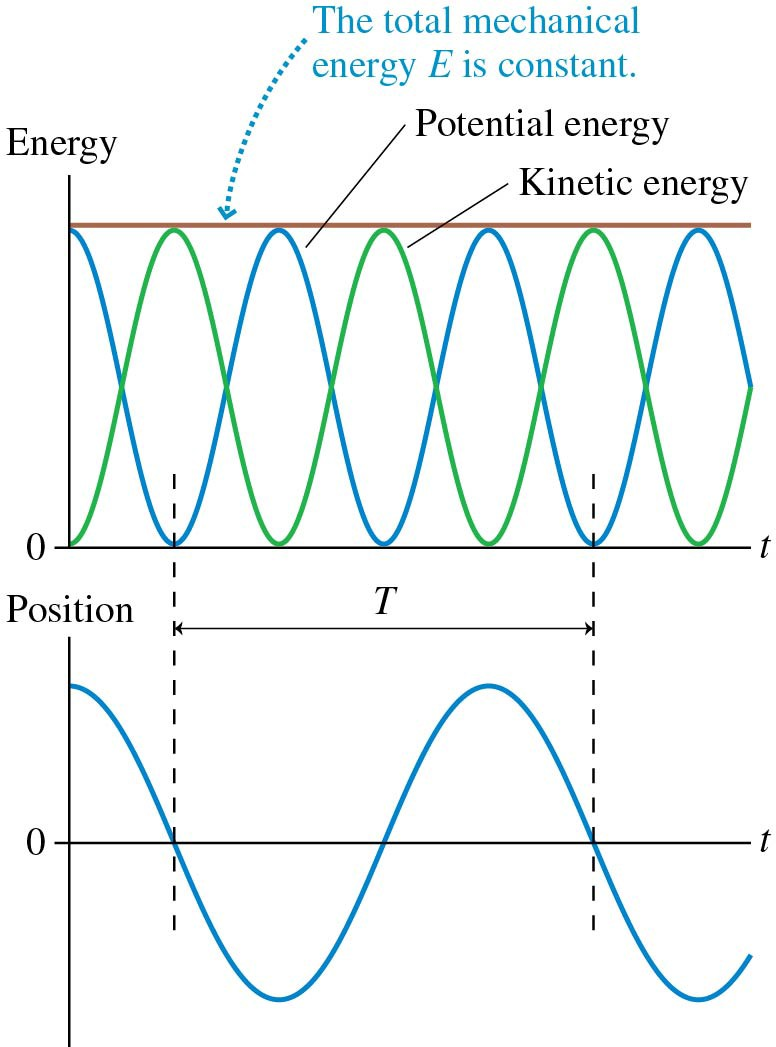 The total mechanical
energy E is constant.
Potential energy
Energy
Kinetic energy
0
t
Position
T
0
t